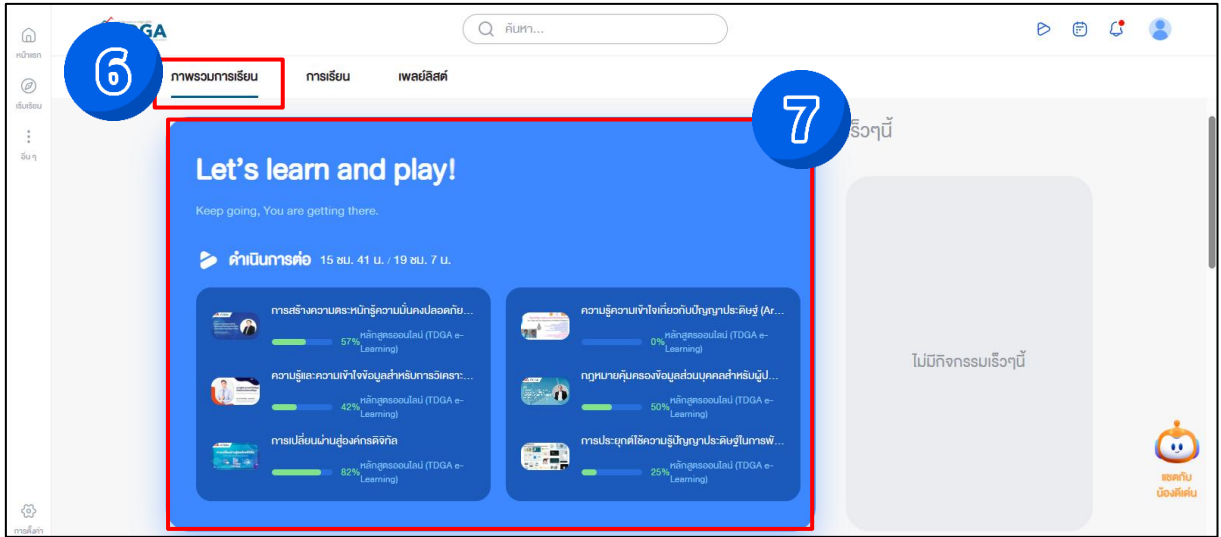 หน้าแรก
เริ่มเรียน
อื่น ๆ
การตั้งค่า
TDGA
ค้นหา...
6
ภาพรวมการเรียน
การเรียน
เพลย์ลิสต์
7
Let's learn and play!
Keep going, You are getting there.
ดำเนินการต่อ 15 ชม. 41 น. / 19 ชม. 7 น.
การสร้างความตระหนักรู้ความมั่นคงปลอดภัย...
57% หลักสูตรออนไลน์ (TDGA e-
Learning)
ความรู้และความเข้าใจข้อมูลสำหรับการวิเครา...
42% หลักสูตรออนไลน์ (TDGA e-
Learning)
การเปลี่ยนผ่านสู่องค์กรดิจิทัล
82% หลักสูตรออนไลน์ (TDGA e-
Learning)
ความรู้ความเข้าใจเกี่ยวกับปัญญาประดิษฐ์ (Ar...
0% หลักสูตรออนไลน์ (TDGA e-
Learning)
กฎหมายคุ้มครองข้อมูลส่วนบุคคลสำหรับผู้ป...
50% หลักสูตรออนไลน์ (TDGA e-
Learning)
การประยุกต์ใช้ความรู้ปัญญาประดิษฐ์ในการพั...
25% หลักสูตรออนไลน์ (TDGA e-
Learning)
เร็วๆนี้
ไม่มีกิจกรรมเร็วๆนี้
แชตกับ
น้องดีเด่น